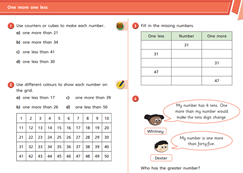 One more one less
Use counters or cubes to make each number.
a) one more than 21
b) one more than 34
c) one less than 41
d) one less than 50
Use different colours to show each number on
the grid.
a) one less than 17 c) one more than 39
b) one more than 26 d) one less than 50
1 2 3 4 5 6 7 8 9 10
11 12 13 14 15 16 17 18 19 20
21 22 23 24 25 26 27 28 29 30
31 32 33 34 35 36 37 38 39 40
41 42 43 44 45 46 47 48 49 50
Fill in the missing numbers.
One less Number One more
31
31
31
47
47
My number has 4 tens. One
more than my number would
make the tens digit change.
Whitney
My number is one more
than forty-five.
Dexter
Who has the greater number?